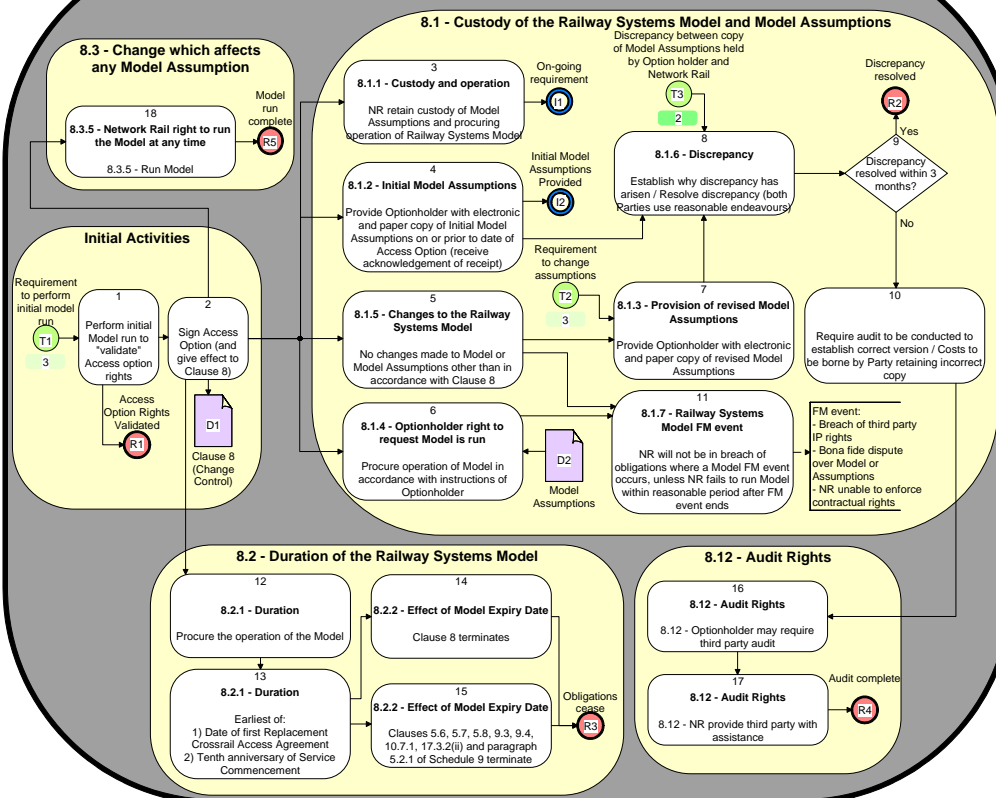 8.1 - Custody of the Railway Systems Model and Model Assumptions
8.3 - Change which affects
any Model Assumption
18
8.3.5 - Network Rail right to run
the Model at any time
8.3.5 - Run Model
Model
run
complete
R5
3
8.1.1 - Custody and operation
NR retain custody of Model
Assumptions and procuring
operation of Railway Systems Model
On-going
requirement
I1
Discrepancy between copy
of Model Assumptions held
by Option holder and
Network Rail
T3
2
Discrepancy
resolved
R2
Yes
8
8.1.6 - Discrepancy
Establish why discrepancy has
arisen / Resolve discrepancy (both
Parties use reasonable endeavours)
9
Discrepancy
resolved within 3
months?
No
4
8.1.2 - Initial Model Assumptions
Provide Optionholder with electronic
and paper copy of Initial Model
Assumptions on or prior to date of
Access Option (receive
acknowledgement of receipt)
Initial Model
Assumptions
Provided
I2
Initial Activities
Requirement
to perform
initial model
run
T1
3
1
Perform initial
Model run to
"validate"
Access option
rights
2
Sign Access
Option (and
give effect to
Clause 8)
Access
Option Rights
Validated
R1
D1
Clause 8
(Change
Control)
5
8.1.5 - Changes to the Railway
Systems Model
No changes made to Model or
Model Assumptions other than in
accordance with Clause 8
Requirement
to change
assumptions
T2
3
7
8.1.3 - Provision of revised Model
Assumptions
Provide Optionholder with electronic
and paper copy of revised Model
Assumptions
10
Require audit to be conducted to
establish correct version / Costs to
be borne by Party retaining incorrect
copy
6
8.1.4 - Optionholder right to
request Model is run
Procure operation of Model in
accordance with instructions of
Optionholder
D2
Model
Assumptions
11
8.1.7 - Railway Systems
Model FM event
NR will not be in breach of
obligations where a Model FM event
occurs, unless NR fails to run Model
within reasonable period after FM
event ends
FM event:
- Breach of third party
IP rights
- Bona fide dispute
over Model or
Assumptions
- NR unable to enforce
contractual rights
8.2 - Duration of the Railway Systems Model
12
8.2.1 - Duration
Procure the operation of the Model
13
8.2.1 - Duration
Earliest of:
1) Date of first Replacement
Crossrail Access Agreement
2) Tenth anniversary of Service
Commencement
14
8.2.2 - Effect of Model Expiry Date
Clause 8 terminates
15
8.2.2 - Effect of Model Expiry Date
Clauses 5.6, 5.7, 5.8, 9.3, 9.4,
10.7.1, 17.3.2(ii) and paragraph
5.2.1 of Schedule 9 terminate
Obligations
cease
R3
8.12 - Audit Rights
16
8.12 - Audit Rights
8.12 - Optionholder may require
third party audit
17
8.12 - Audit Rights
8.12 - NR provide third party with
assistance
Audit complete
R4